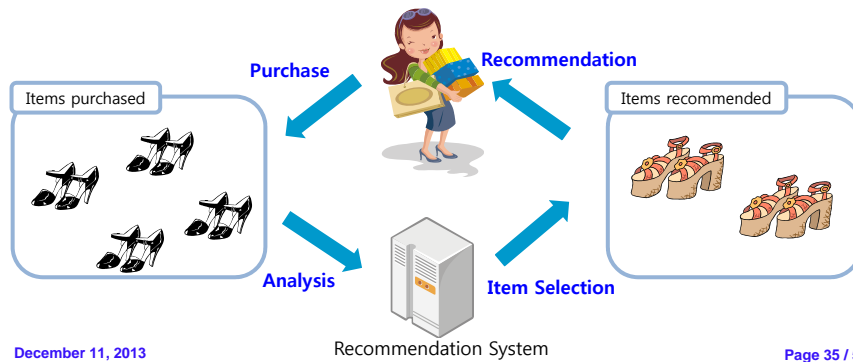 Purchase
Recommendation
Items purchased
Items recommended
Analysis
Item Selection
Recommendation System
December 11, 2013
Page 35 /